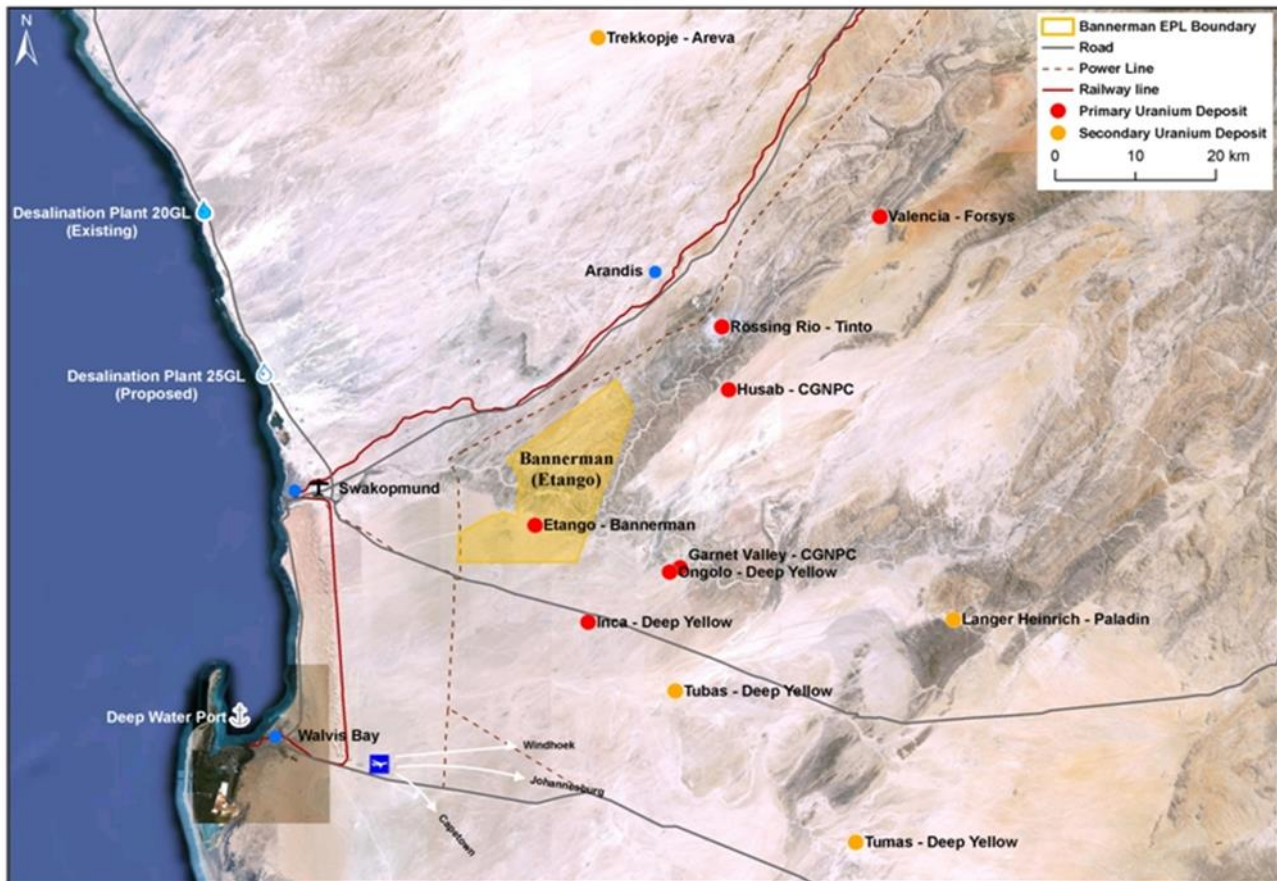 N
Trekkopje - Areva
Bannerman EPL Boundary
Road
Power Line
Railway line
Primary Uranium Deposit
Secondary Uranium Deposit
0 10 20 km
Desalination Plant 20GL
(Existing)
Valencia - Forsys
Arandis
Rössing Rio - Tinto
Desalination Plant 25GL
(Proposed)
Husab - CGNPC
Bannerman
(Etango)
Swakopmund
Etango - Bannerman
Garnet Valley - CGNPC
Ongolo - Deep Yellow
Inca - Deep Yellow
Langer Heinrich - Paladin
Tubas - Deep Yellow
Deep Water Port
Walvis Bay
Windhoek
Johannesburg
Capetown
Tumas - Deep Yellow